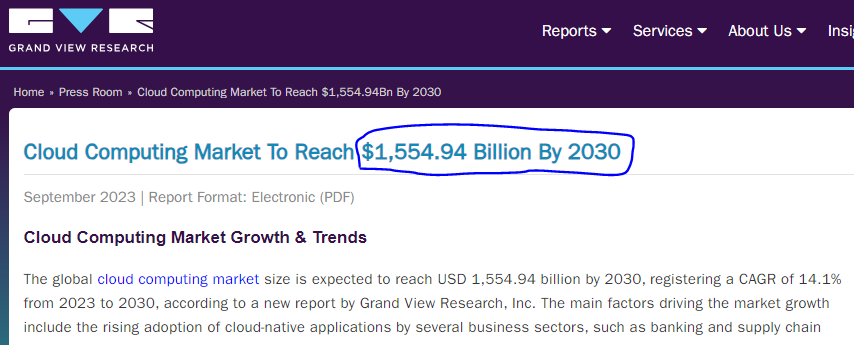 GRAND VIEW RESEARCH
Reports
Services
About Us
Home » Press Room » Cloud Computing Market To Reach $1,554.94Bn By 2030
Cloud Computing Market To Reach $1,554.94 Billion By 2030
September 2023 | Report Format: Electronic (PDF)
Cloud Computing Market Growth & Trends
The global cloud computing market size is expected to reach USD 1,554.94 billion by 2030, registering a CAGR of 14.1%
from 2023 to 2030, according to a new report by Grand View Research, Inc. The main factors driving the market growth
include the rising adoption of cloud-native applications by several business sectors, such as banking and supply chain